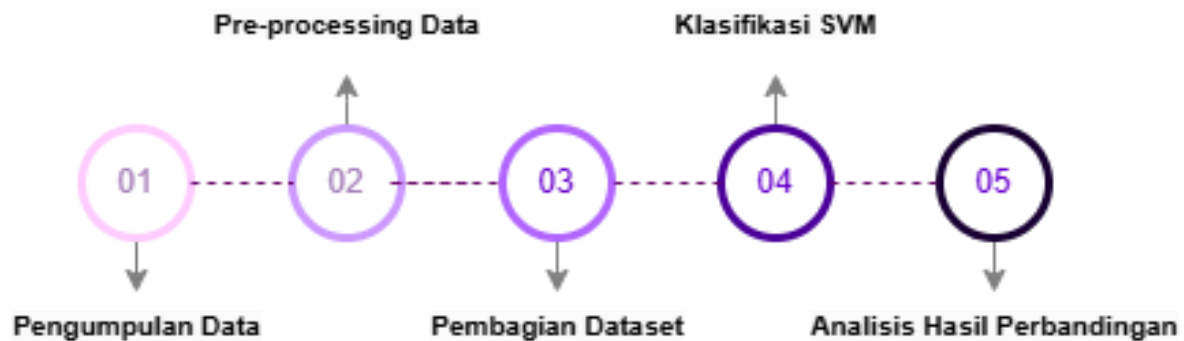 Pre-processing Data
Klasifikasi SVM
01
02
03
04
05
Pengumpulan Data
Pembagian Dataset
Analisis Hasil Perbandingan